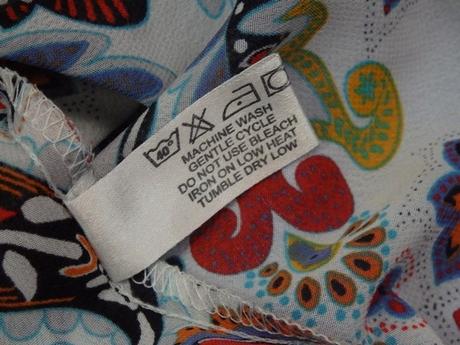 40°
MACHINE WASH
GENTLE CYCLE
DO NOT USE BLEACH
IRON ON LOW HEAT
TUMBLE DRY LOW